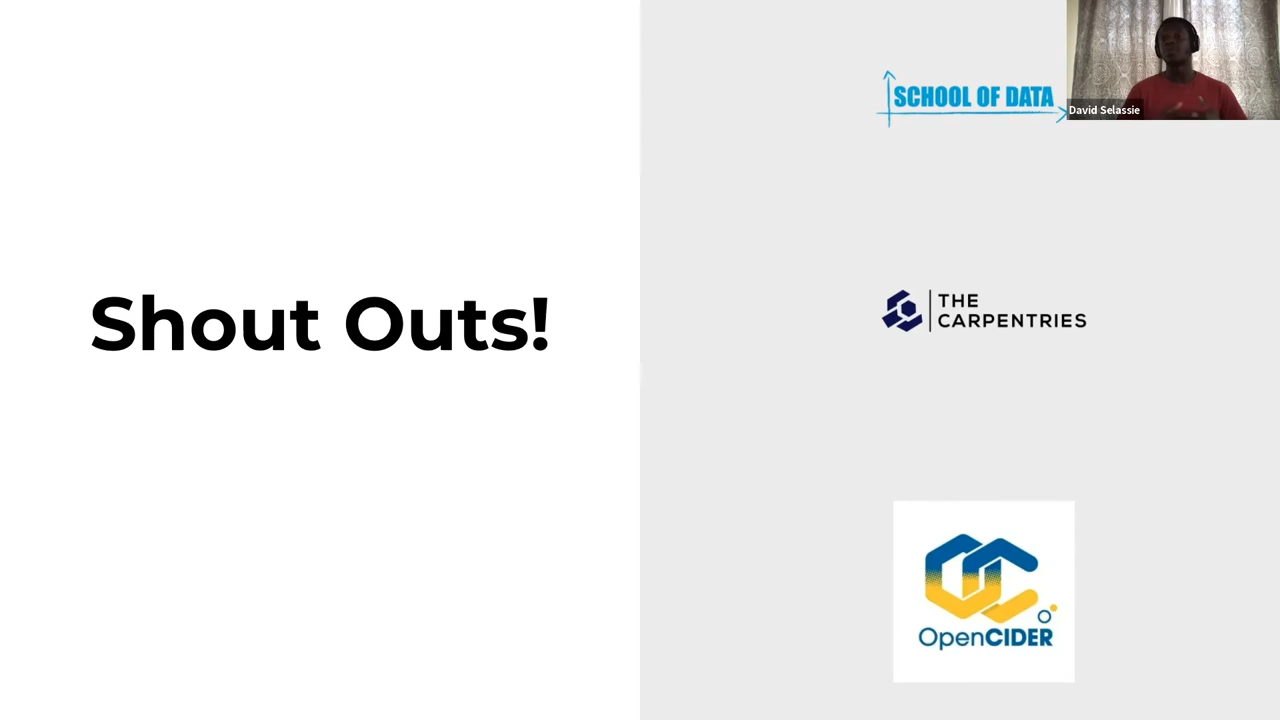 Shout Outs!
SCHOOL OF DATA
David Selassie
THE
CARPENTRIES
OpenCIDER